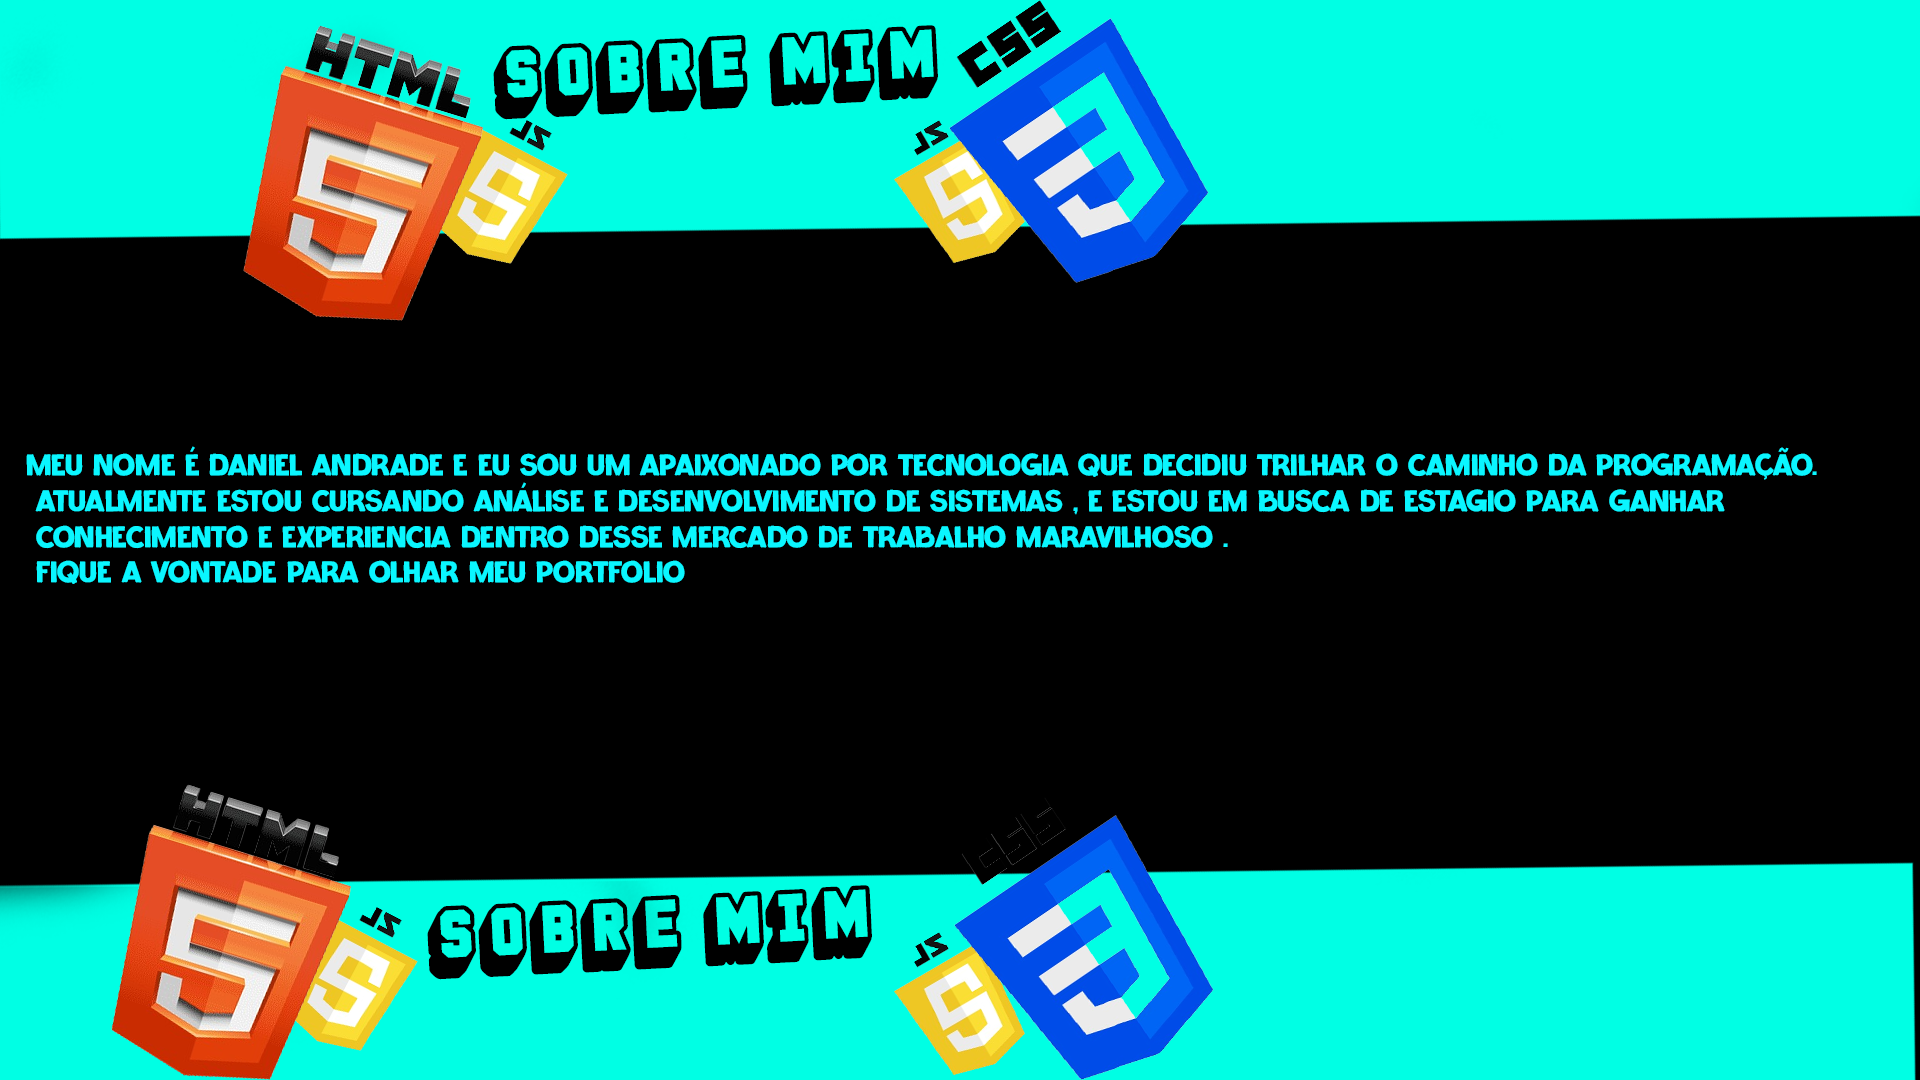 HTML SOBRE MIM CSS
JS JS
5 S S
MEU NOME É DANIEL ANDRADE E EU SOU UM APAIXONADO POR TECNOLOGIA QUE DECIDIU TRILHAR O CAMINHO DA PROGRAMAÇÃO.
ATUALMENTE ESTOU CURSANDO ANÁLISE E DESENVOLVIMENTO DE SISTEMAS , E ESTOU EM BUSCA DE ESTAGIO PARA GANHAR
CONHECIMENTO E EXPERIENCIA DENTRO DESSE MERCADO DE TRABALHO MARAVILHOSO .
FIQUE A VONTADE PARA OLHAR MEU PORTFOLIO
HTML CSS
JS SOBRE MIM JS
5 S S